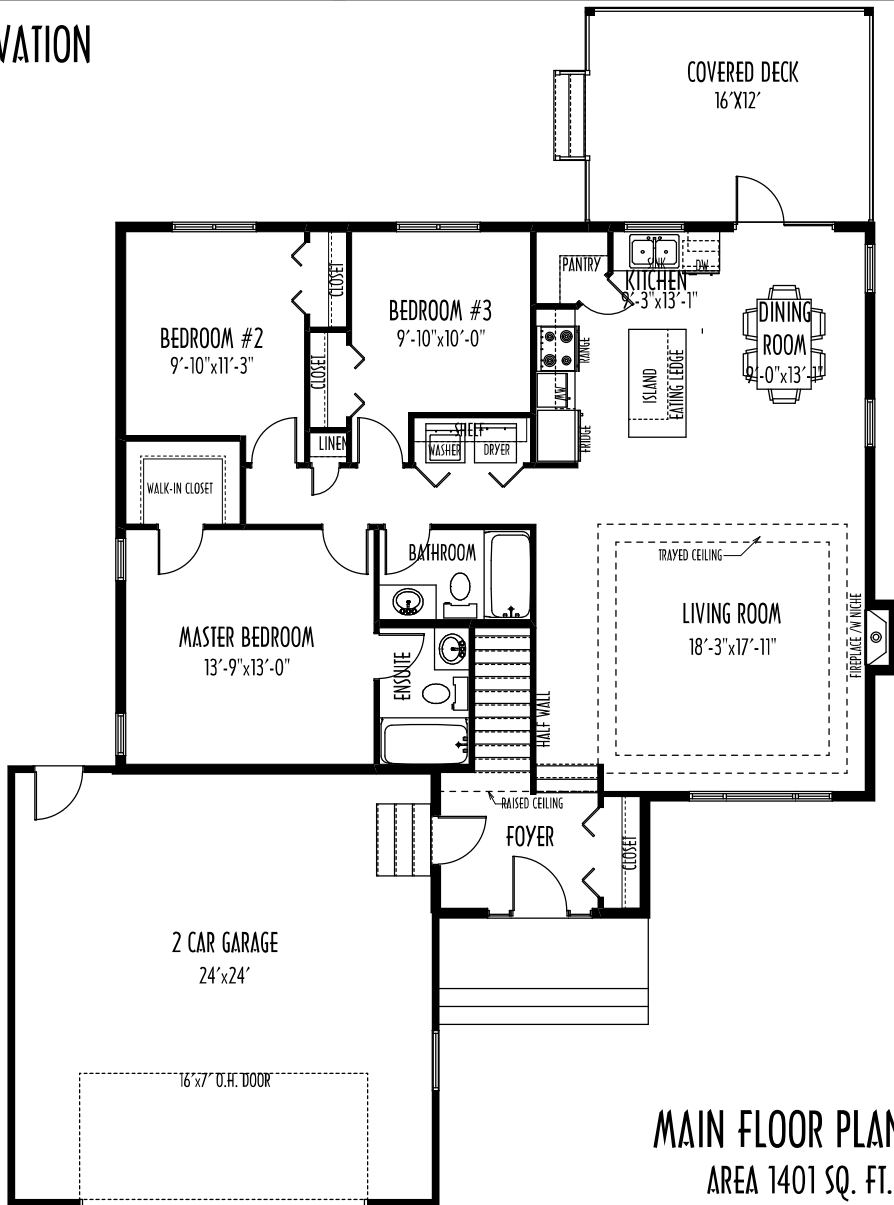 VATION
COVERED DECK
16'X12'
PANTRY
SINK
DW
KITCHEN
9'-3"x13'-1"
CLOSET
BEDROOM #3
9'-10"x10'-0"
BEDROOM #2
9'-10"x11'-3"
DINING
ROOM
9'-0"x13'-1"
RANGE
CLOSET
ISLAND
EATING LEDGE
MW
FRIDGE
SHELF
LINEN
WASHER
DRYER
WALK-IN CLOSET
BATHROOM
TRAYED CEILING
LIVING ROOM
18'-3"x17'-11"
FIREPLACE /W NICHE
MASTER BEDROOM
13'-9"x13'-0"
ENSUITE
HALF WALL
RAISED CEILING
FOYER
CLOSET
2 CAR GARAGE
24'x24'
16'x7' O.H. DOOR
MAIN FLOOR PLAN
AREA 1401 SQ. FT.